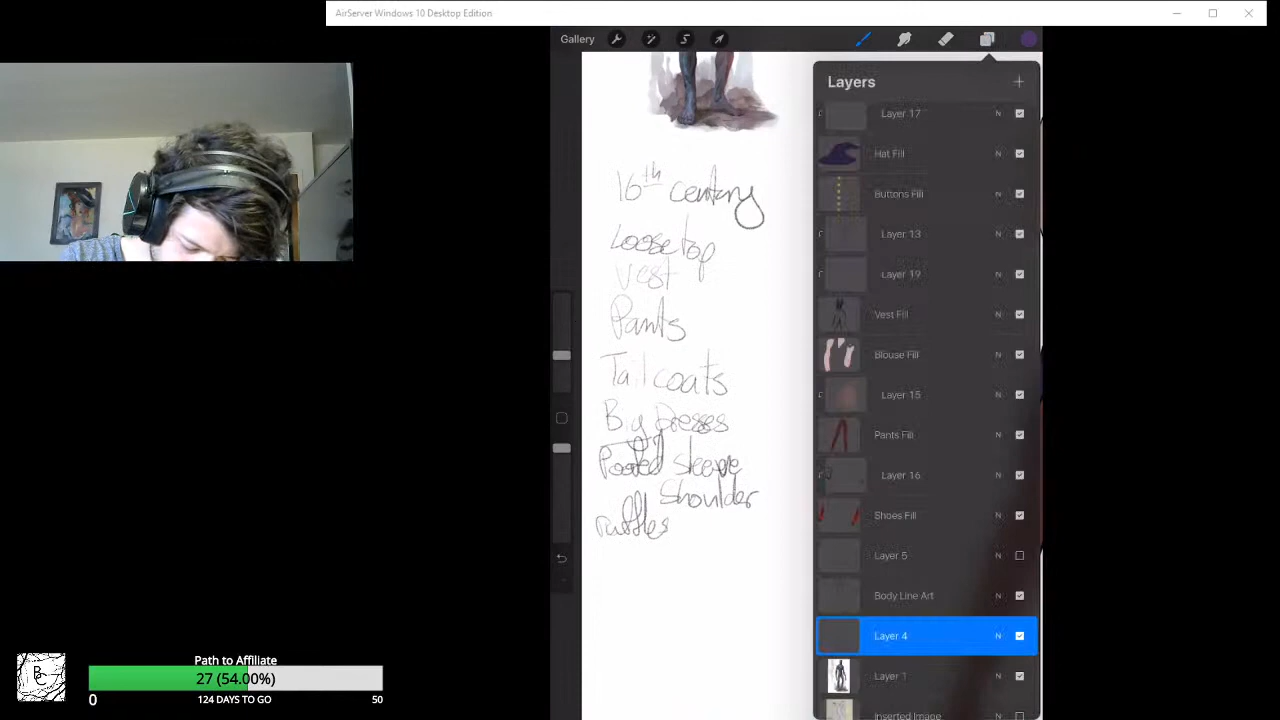 AirServer Windows 10 Desktop Edition
Gallery
Layers
Layer 17
N
Hat Fill
N
Buttons Fill
N
Layer 13
N
Layer 19
N
Vest Fill
N
Blouse Fill
N
Layer 15
N
Pants Fill
N
Layer 16
N
Shoes Fill
N
Layer 5
N
Body Line Art
N
Layer 4
N
Layer 1
N
Inserted Image
N
16th century
Loose top
Vest
Pants
Tail coats
Big Dresses
sleeve
Shoulder
ruffles
Path to Affiliate
27 (54.00%)
0
124 DAYS TO GO
50